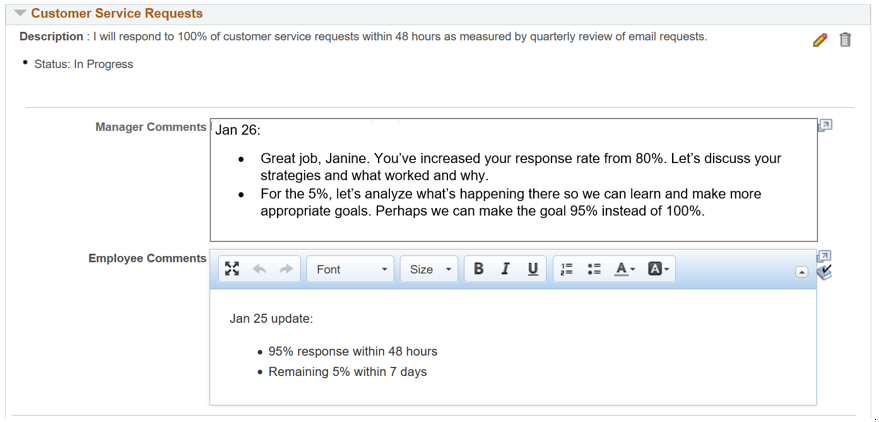 Customer Service Requests
Description : I will respond to 100% of customer service requests within 48 hours as measured by quarterly review of email requests.
• Status: In Progress
Manager Comments
Jan 26:
• Great job, Janine. You've increased your response rate from 80%. Let's discuss your
strategies and what worked and why.
• For the 5%, let's analyze what's happening there so we can learn and make more
appropriate goals. Perhaps we can make the goal 95% instead of 100%.
Employee Comments
Font Size B I U A A
Jan 25 update:
• 95% response within 48 hours
• Remaining 5% within 7 days